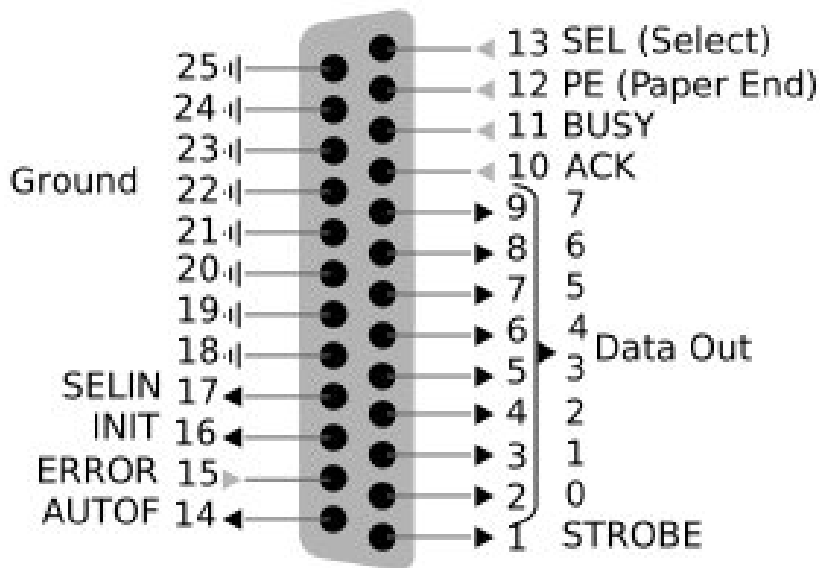 25
24
23
Ground
22
21
20
19
18
SELIN 17
INIT 16
ERROR 15
AUTOF 14
13 SEL (Select)
12 PE (Paper End)
11 BUSY
10 ACK
9 7
8 6
7 5
6 4
Data Out
5 3
4 2
3 1
2 0
1 STROBE